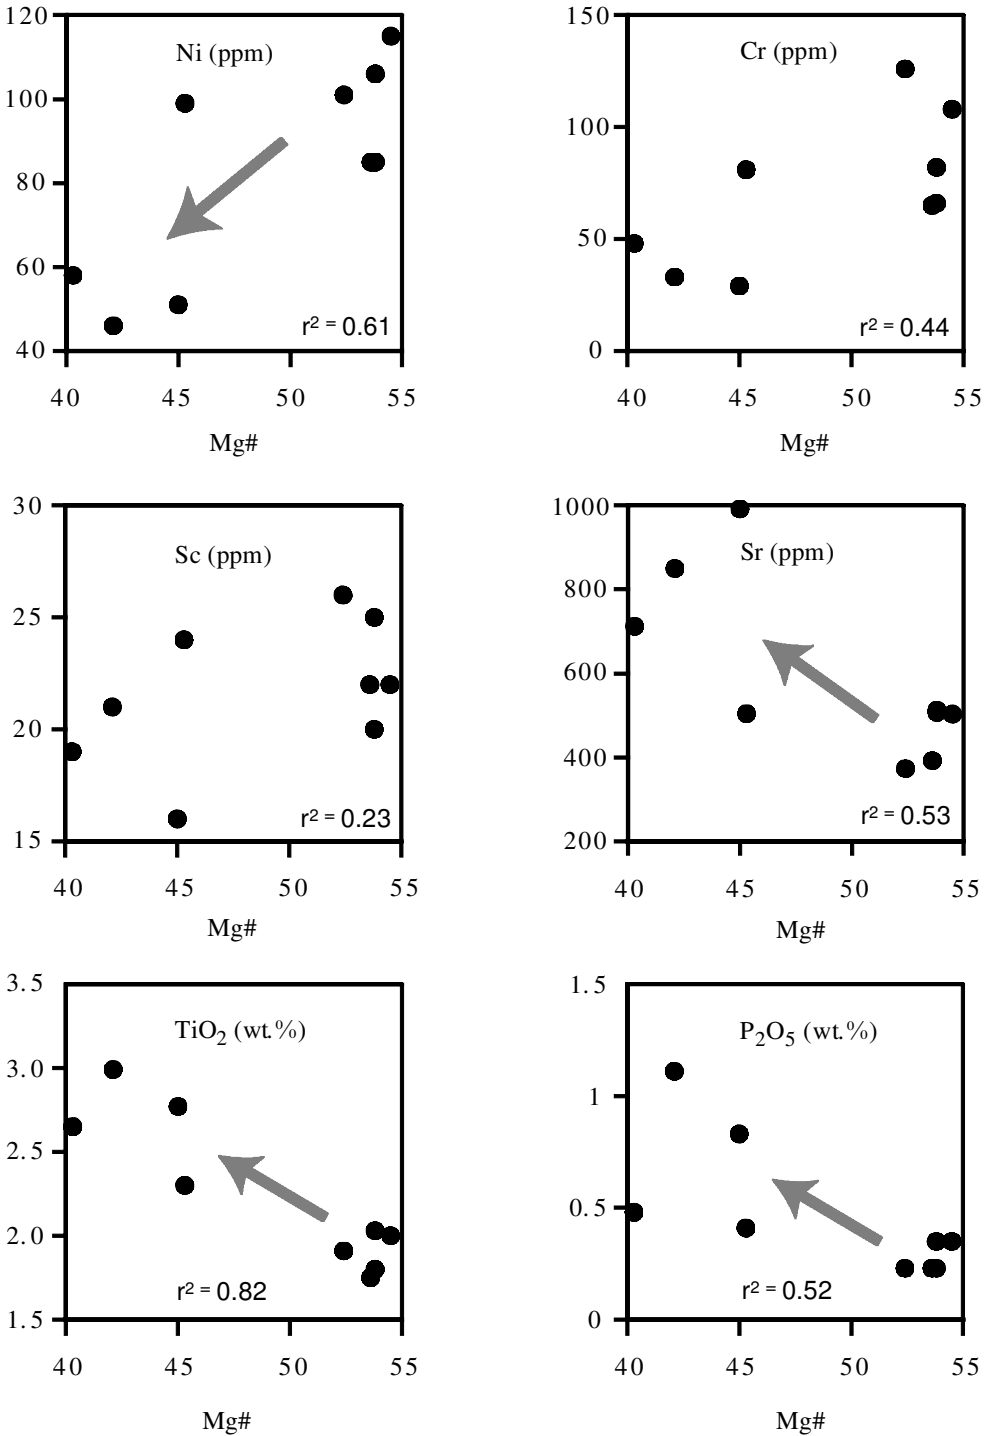 120
Ni (ppm)
100
80
60
r² = 0.61
40
40 45 50 55
Mg#
150
Cr (ppm)
100
50
r² = 0.44
0
40 45 50 55
Mg#
30
Sc (ppm)
25
20
r² = 0.23
15
40 45 50 55
Mg#
1000
Sr (ppm)
800
600
400
r² = 0.53
200
40 45 50 55
Mg#
3.5
TiO₂ (wt.%)
3.0
2.5
2.0
r² = 0.82
1.5
40 45 50 55
Mg#
1.5
P₂O₅ (wt.%)
1
0.5
r² = 0.52
0
40 45 50 55
Mg#